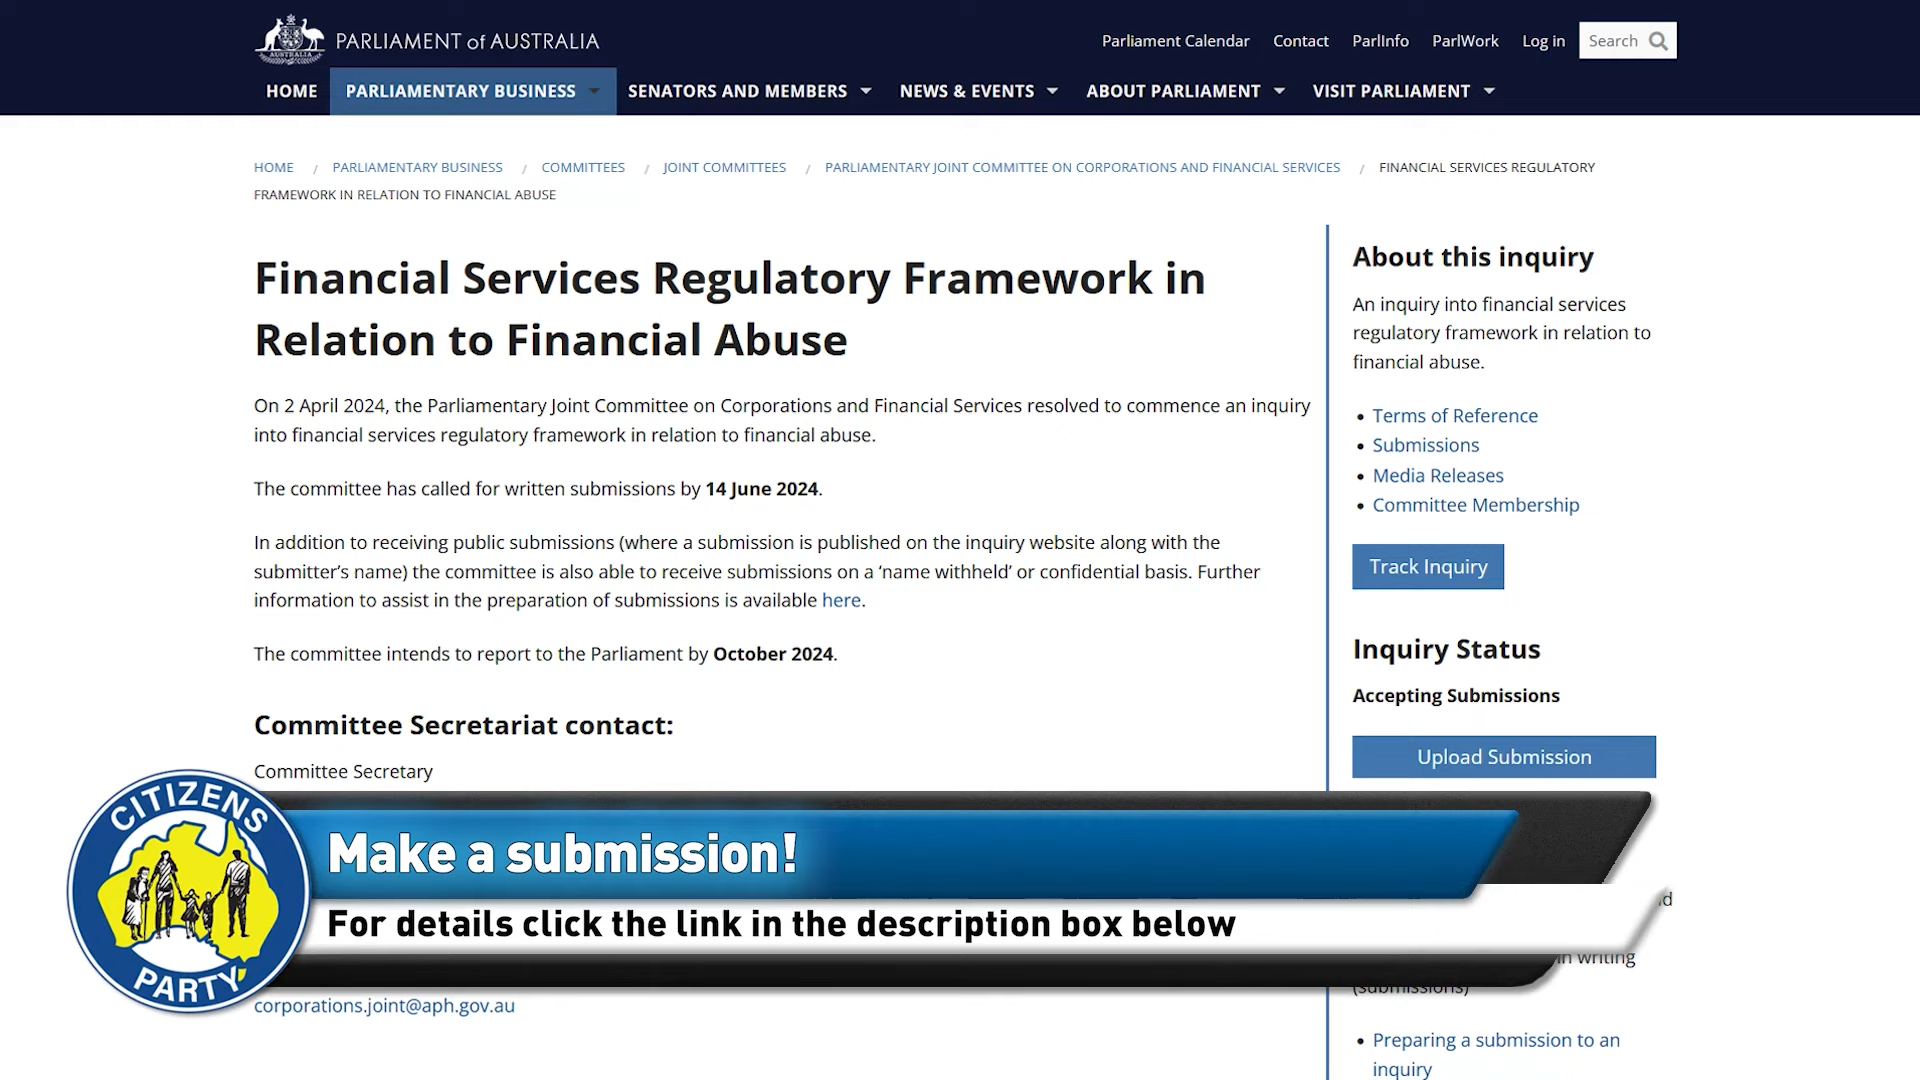 PARLIAMENT of AUSTRALIA
Parliament Calendar Contact ParlInfo ParlWork Log in Search
HOME PARLIAMENTARY BUSINESS SENATORS AND MEMBERS NEWS & EVENTS ABOUT PARLIAMENT VISIT PARLIAMENT
HOME / PARLIAMENTARY BUSINESS / COMMITTEES / JOINT COMMITTEES / PARLIAMENTARY JOINT COMMITTEE ON CORPORATIONS AND FINANCIAL SERVICES / FINANCIAL SERVICES REGULATORY
FRAMEWORK IN RELATION TO FINANCIAL ABUSE
Financial Services Regulatory Framework in
Relation to Financial Abuse
On 2 April 2024, the Parliamentary Joint Committee on Corporations and Financial Services resolved to commence an inquiry
into financial services regulatory framework in relation to financial abuse.
The committee has called for written submissions by 14 June 2024.
In addition to receiving public submissions (where a submission is published on the inquiry website along with the
submitter's name) the committee is also able to receive submissions on a 'name withheld' or confidential basis. Further
information to assist in the preparation of submissions is available here.
The committee intends to report to the Parliament by October 2024.
Committee Secretariat contact:
Committee Secretary
corporations.joint@aph.gov.au
About this inquiry
An inquiry into financial services
regulatory framework in relation to
financial abuse.
• Terms of Reference
• Submissions
• Media Releases
• Committee Membership
Track Inquiry
Inquiry Status
Accepting Submissions
Upload Submission
in writing
(submissions)
• Preparing a submission to an
inquiry
CITIZENS
PARTY
Make a submission!
For details click the link in the description box below